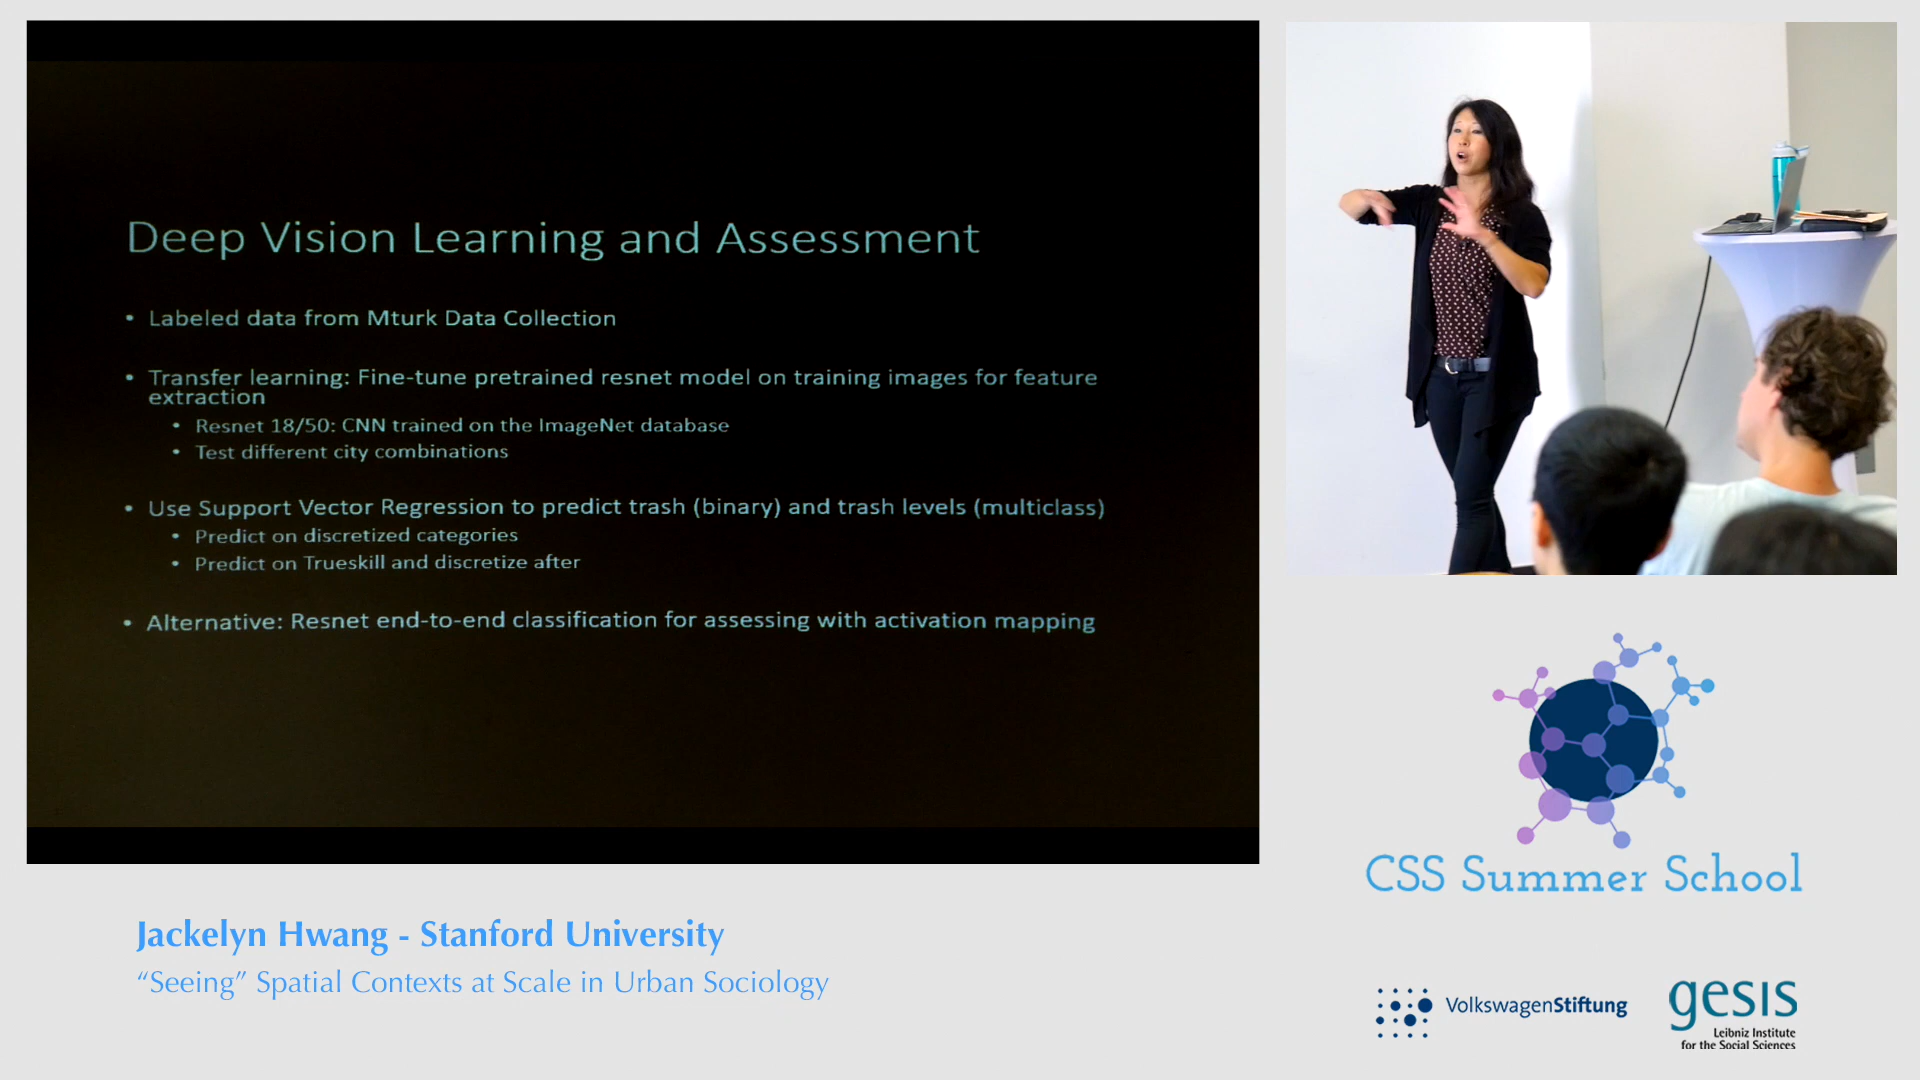 Deep Vision Learning and Assessment
• Labeled data from Mturk Data Collection
• Transfer learning: Fine-tune pretrained resnet model on training images for feature
extraction
• Resnet 18/50: CNN trained on the ImageNet database
• Test different city combinations
• Use Support Vector Regression to predict trash (binary) and trash levels (multiclass)
• Predict on discretized categories
• Predict on Trueskill and discretize after
• Alternative: Resnet end-to-end classification for assessing with activation mapping
CSS Summer School
Jackelyn Hwang - Stanford University
“Seeing” Spatial Contexts at Scale in Urban Sociology
VolkswagenStiftung
gesis
Leibniz Institute
for the Social Sciences